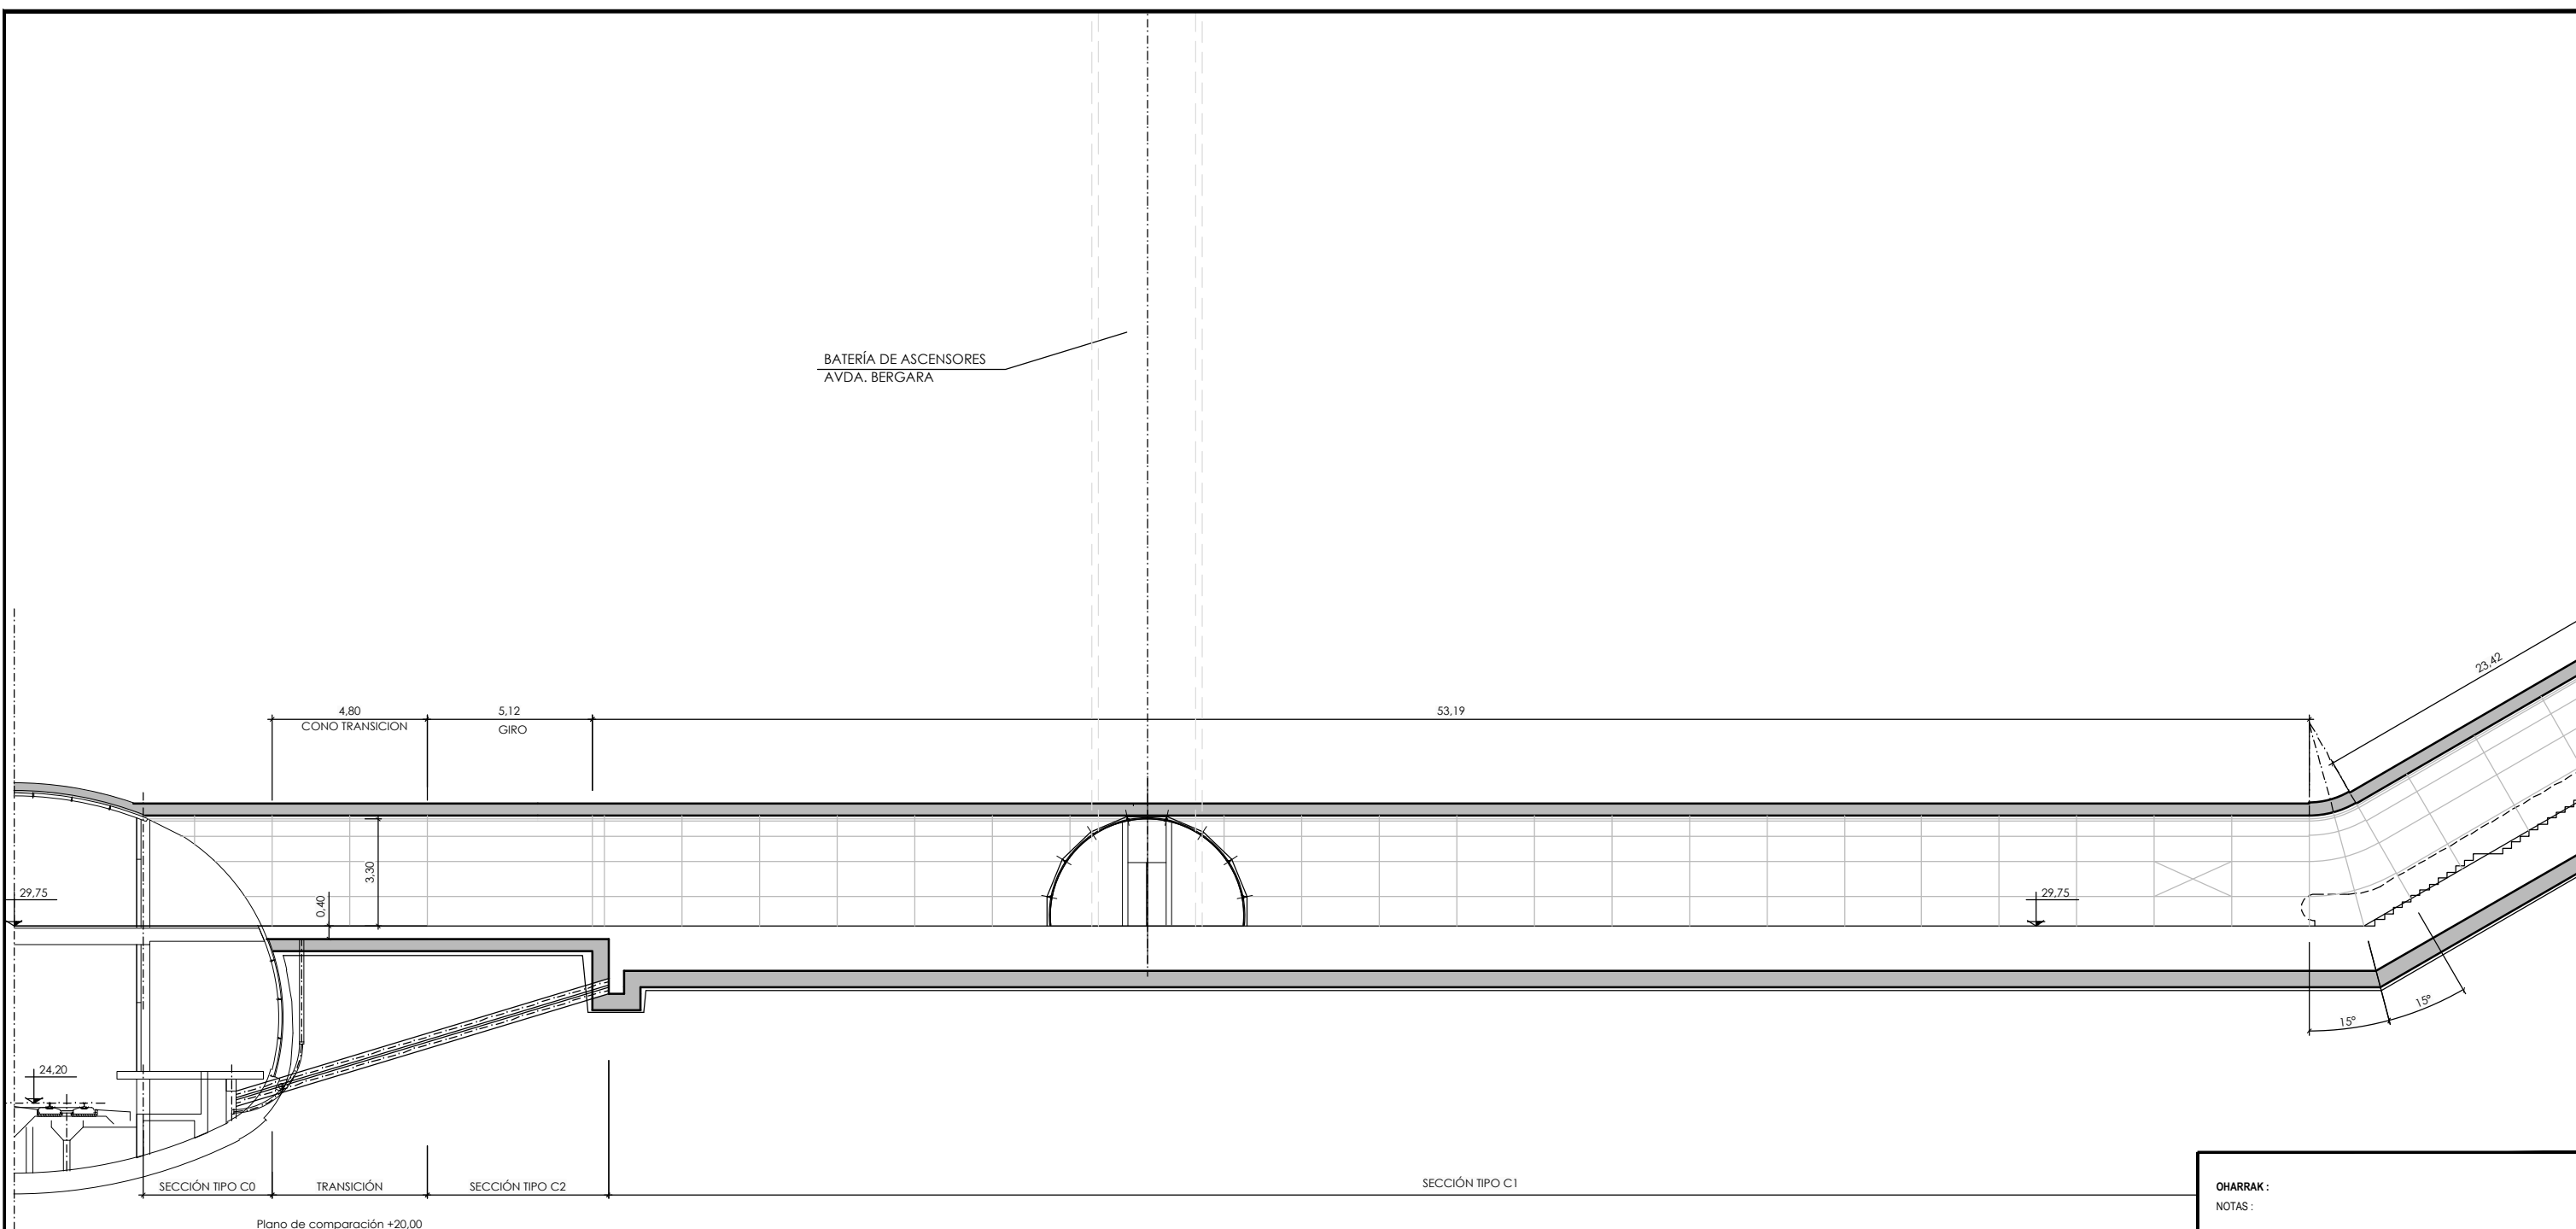 BATERÍA DE ASCENSORES
AVDA. BERGARA
23,42
4,80
CONO TRANSICION
5,12
GIRO
53,19
3,30
0,40
29,75
29,75
24,20
15º
15º
SECCIÓN TIPO C0
TRANSICIÓN
SECCIÓN TIPO C2
SECCIÓN TIPO C1
Plano de comparación +20,00
OHARRAK :
NOTAS :